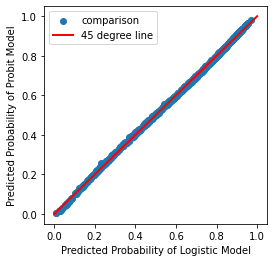 comparison
45 degree line
Predicted Probability of Probit Model
1.0
0.8
0.6
0.4
0.2
0.0
0.0 0.2 0.4 0.6 0.8 1.0
Predicted Probability of Logistic Model